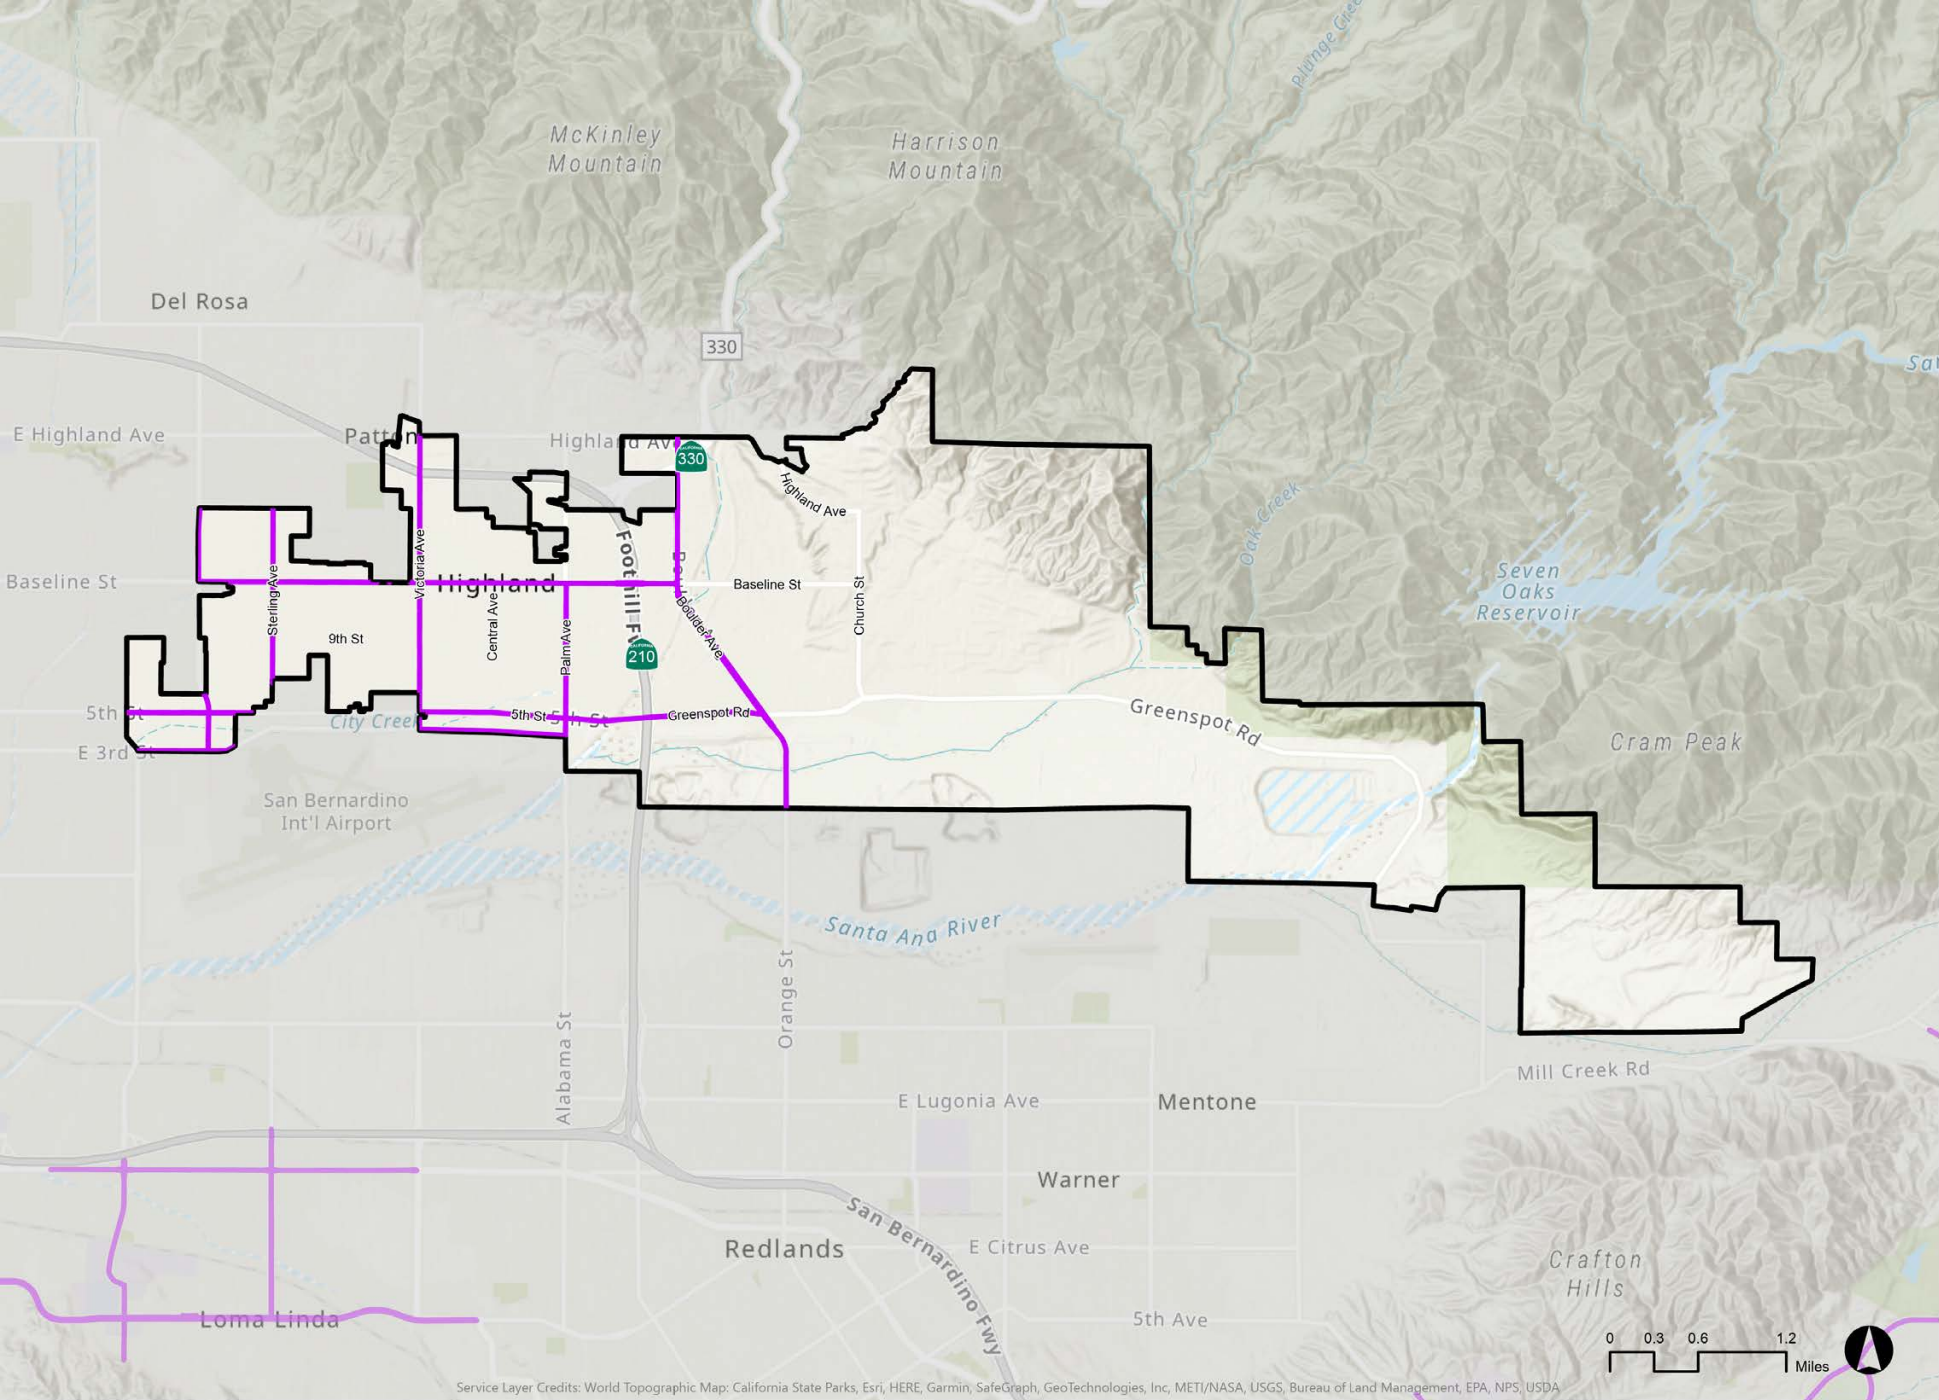 Plunge Cree
McKinley
Mountain
Harrison
Mountain
Del Rosa
330
E Highland Ave
Patton
Highland Av
330
Highland Ave
Oak Creek
Seven
Oaks
Reservoir
Baseline St
Sterling Ave
Victoria Ave
Highland
Central Ave
Palm Ave
Foothill Fw
Baseline St
Church St
Boulder Ave
9th St
210
5th St
City Creek
5th St
5th St
Greenspot Rd
Greenspot Rd
Cram Peak
E 3rd St
San Bernardino
Int'l Airport
Santa Ana River
Orange St
Alabama St
Mill Creek Rd
E Lugonia Ave
Mentone
Warner
San Bernardino Fwy
Redlands
E Citrus Ave
Crafton
Hills
Loma Linda
5th Ave
0 0.3 0.6 1.2
Miles
Service Layer Credits: World Topographic Map: California State Parks, Esri, HERE, Garmin, SafeGraph, GeoTechnologies, Inc, METI/NASA, USGS, Bureau of Land Management, EPA, NPS, USDA